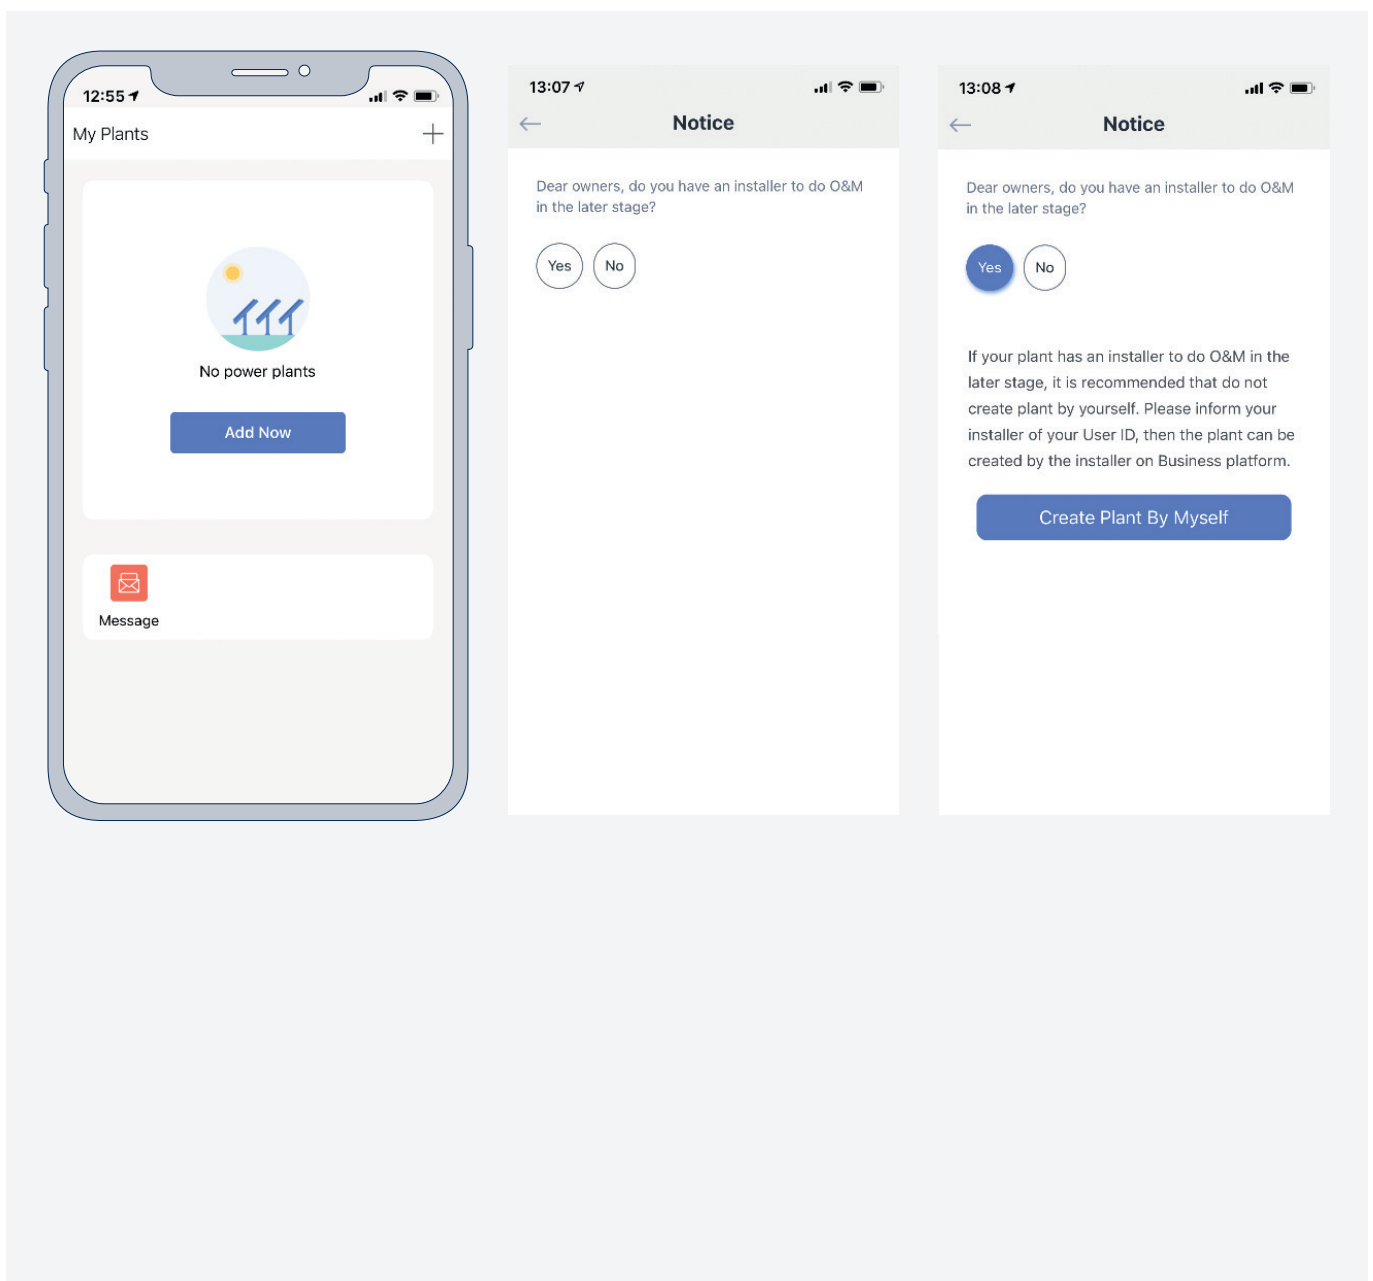 12:55
My Plants
No power plants
Add Now
Message
13:07
Notice
Dear owners, do you have an installer to do O&M
in the later stage?
Yes
No
13:08
Notice
Dear owners, do you have an installer to do O&M
in the later stage?
Yes
No
If your plant has an installer to do O&M in the
later stage, it is recommended that do not
create plant by yourself. Please inform your
installer of your User ID, then the plant can be
created by the installer on Business platform.
Create Plant By Myself